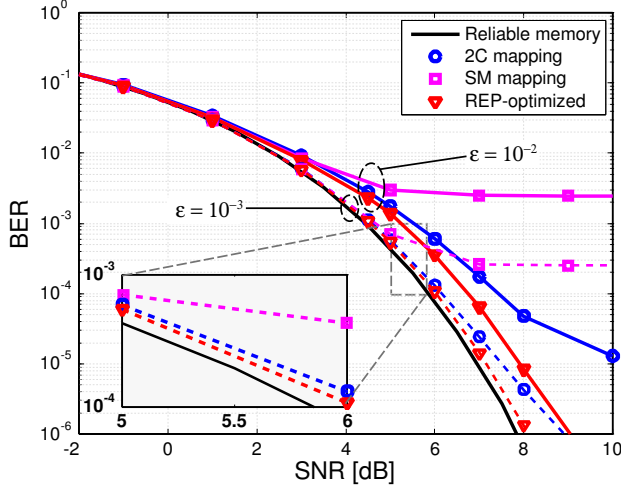 10^0
10^-1
10^-2
10^-3
10^-4
10^-5
10^-6
BER
-2 0 2 4 6 8 10
SNR [dB]
Reliable memory
2C mapping
SM mapping
REP-optimized
ε = 10^-2
ε = 10^-3
10^-3
10^-4
5 5.5 6